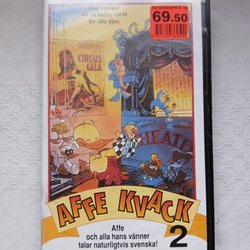 Hon kämpar
för en bättre värld
för alla djur.
69.50
CIRCUS
GALA
THEATR
AFFE KVACK
2
Affe
och alla hans vänner
talar naturligtvis svenska!